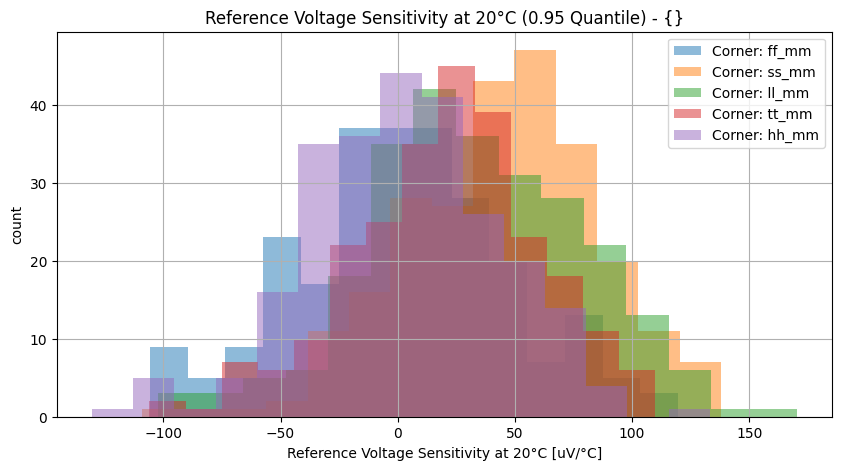 Reference Voltage Sensitivity at 20°C (0.95 Quantile) - {}
Corner: ff_mm
Corner: ss_mm
Corner: ll_mm
Corner: tt_mm
Corner: hh_mm
count
40
30
20
10
0
−100
−50
0
50
100
150
Reference Voltage Sensitivity at 20°C [uV/°C]